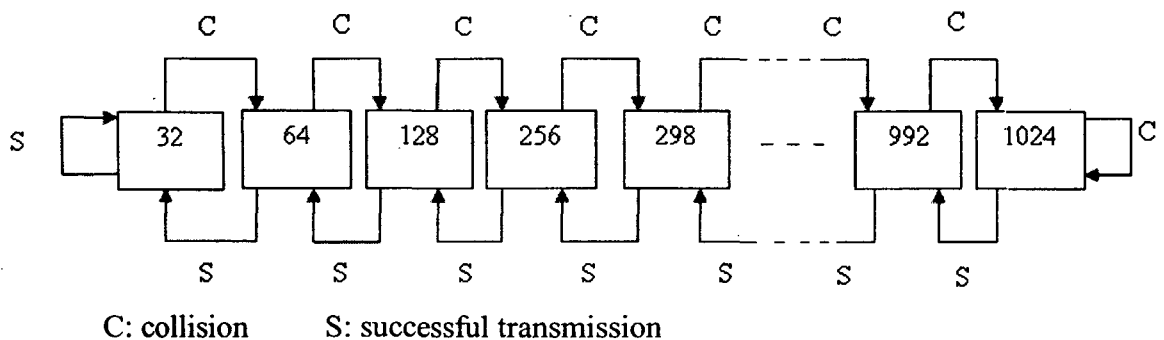 C C C C C C C
S 32 64 128 256 298 992 1024 C
S S S S S S S
C: collision S: successful transmission